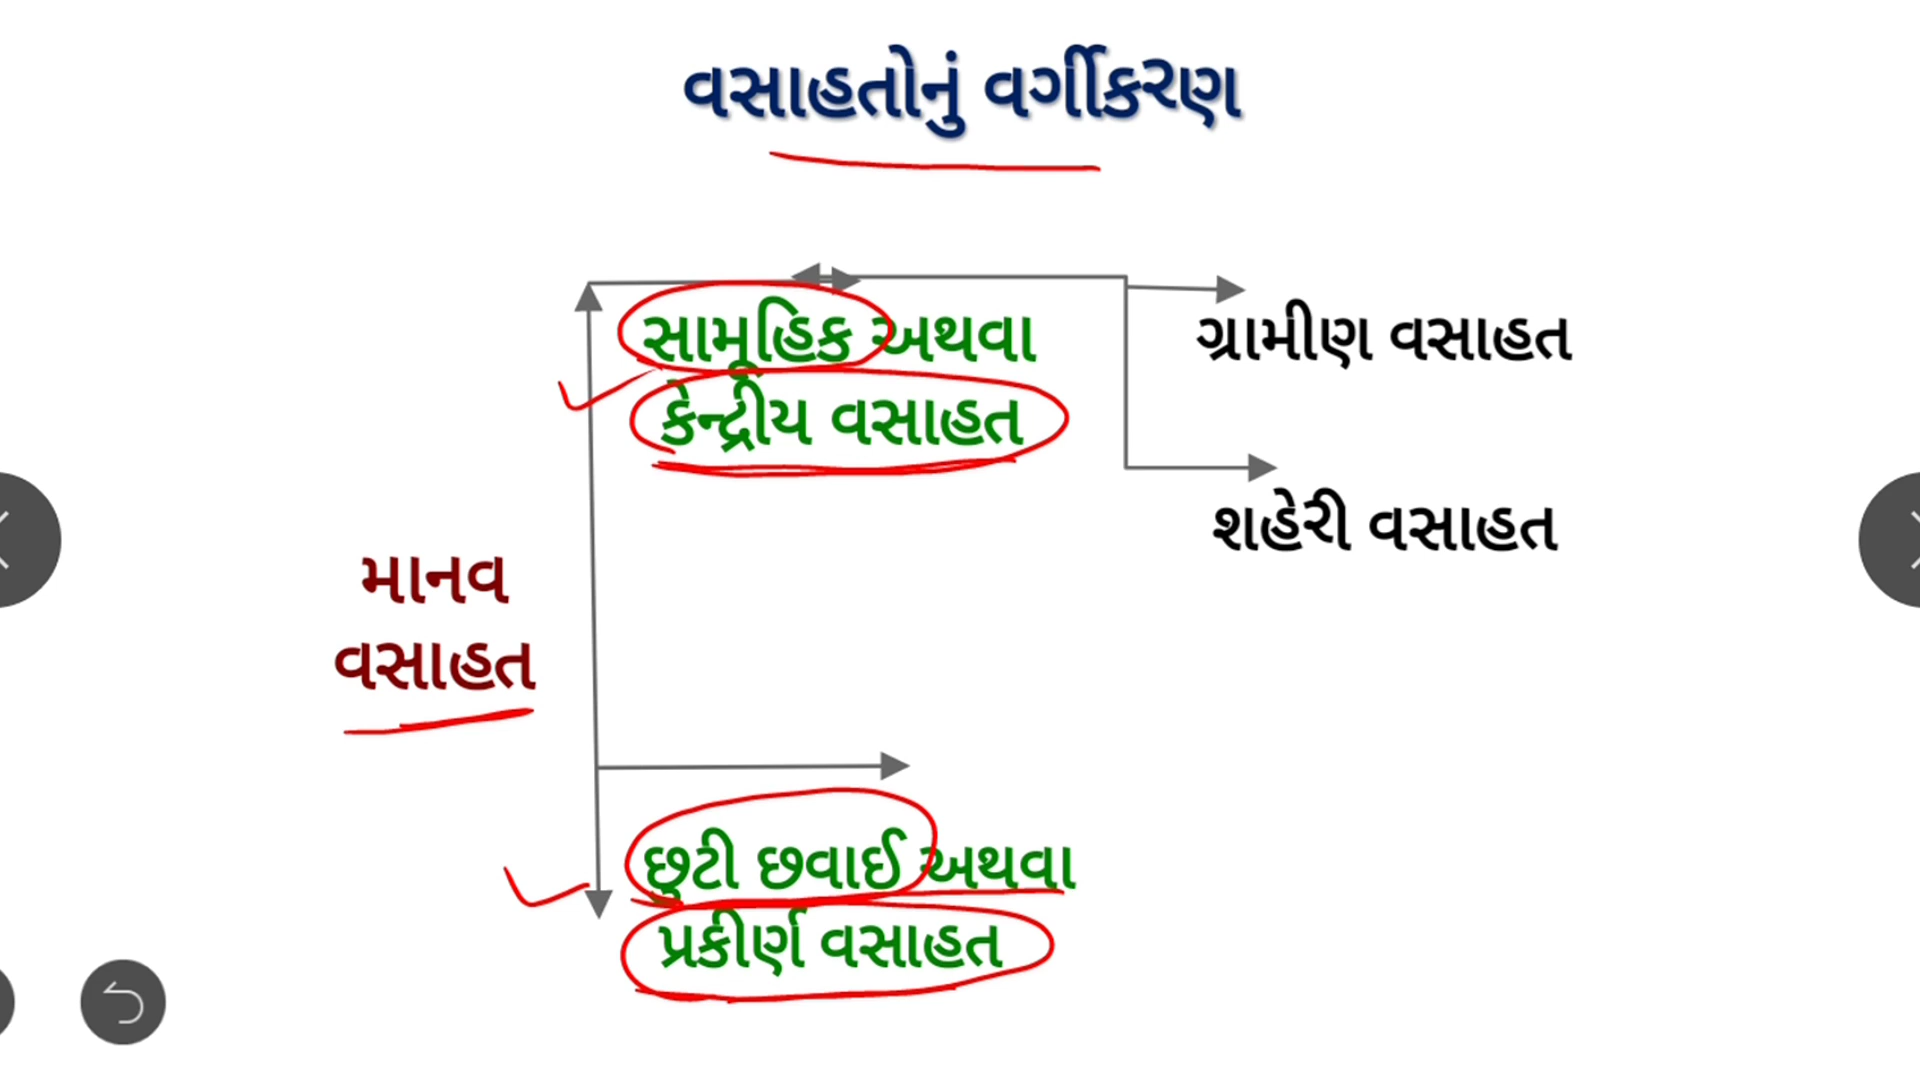 વસાહતોનું વર્ગીકરણ
સામૂહિક અથવા
કેન્દ્રીય વસાહત
ગ્રામીણ વસાહત
શહેરી વસાહત
માનવ
વસાહત
છુટી છવાઈ અથવા
પ્રકીર્ણ વસાહત